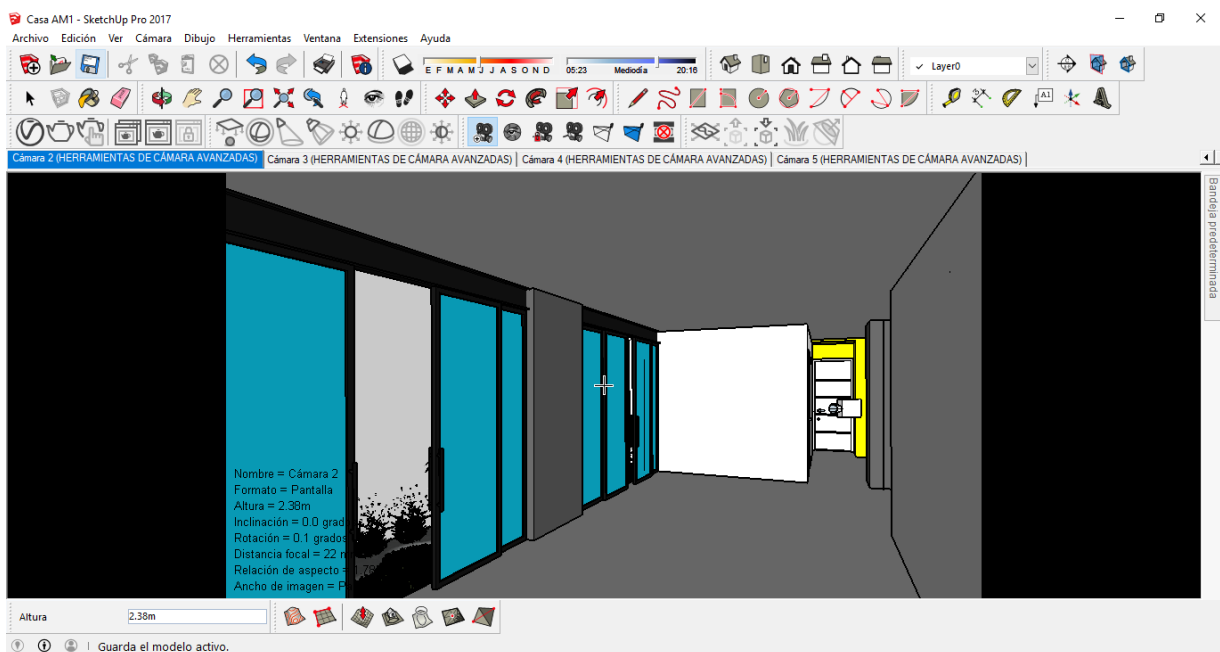 Casa AM1 - SketchUp Pro 2017
Archivo Edición Ver Cámara Dibujo Herramientas Ventana Extensiones Ayuda
E F M A M J J A S O N D 05:23 Mediodía 20:16 Layer0
A1
Cámara 2 (HERRAMIENTAS DE CÁMARA AVANZADAS) Cámara 3 (HERRAMIENTAS DE CÁMARA AVANZADAS) Cámara 4 (HERRAMIENTAS DE CÁMARA AVANZADAS) Cámara 5 (HERRAMIENTAS DE CÁMARA AVANZADAS)
Bandeja predeterminada
Nombre = Cámara 2
Formato = Pantalla
Altura = 2.38m
Inclinación = 0.0 grad
Rotación = 0.1 grados
Distancia focal = 22
Relación de aspecto = 1.78
Ancho de imagen = P
Altura 2.38m
Guarda el modelo activo.